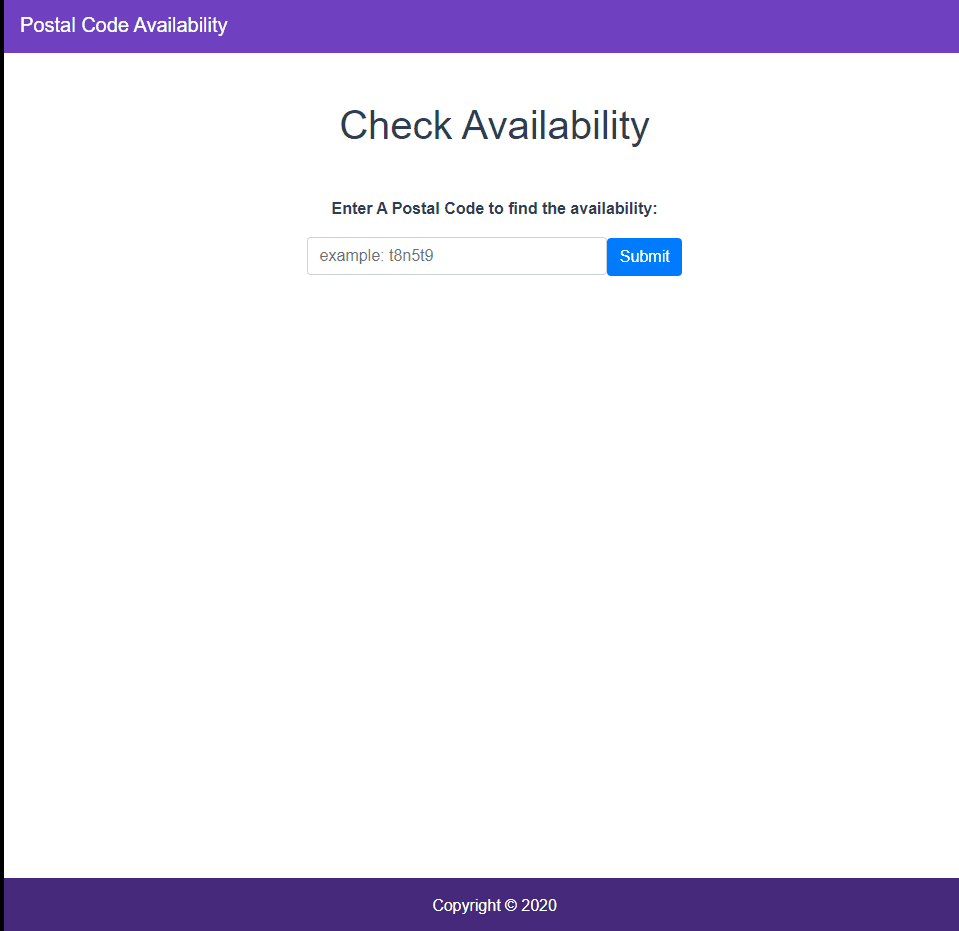 Postal Code Availability
Check Availability
Enter A Postal Code to find the availability:
example: t8n5t9
Submit
Copyright © 2020